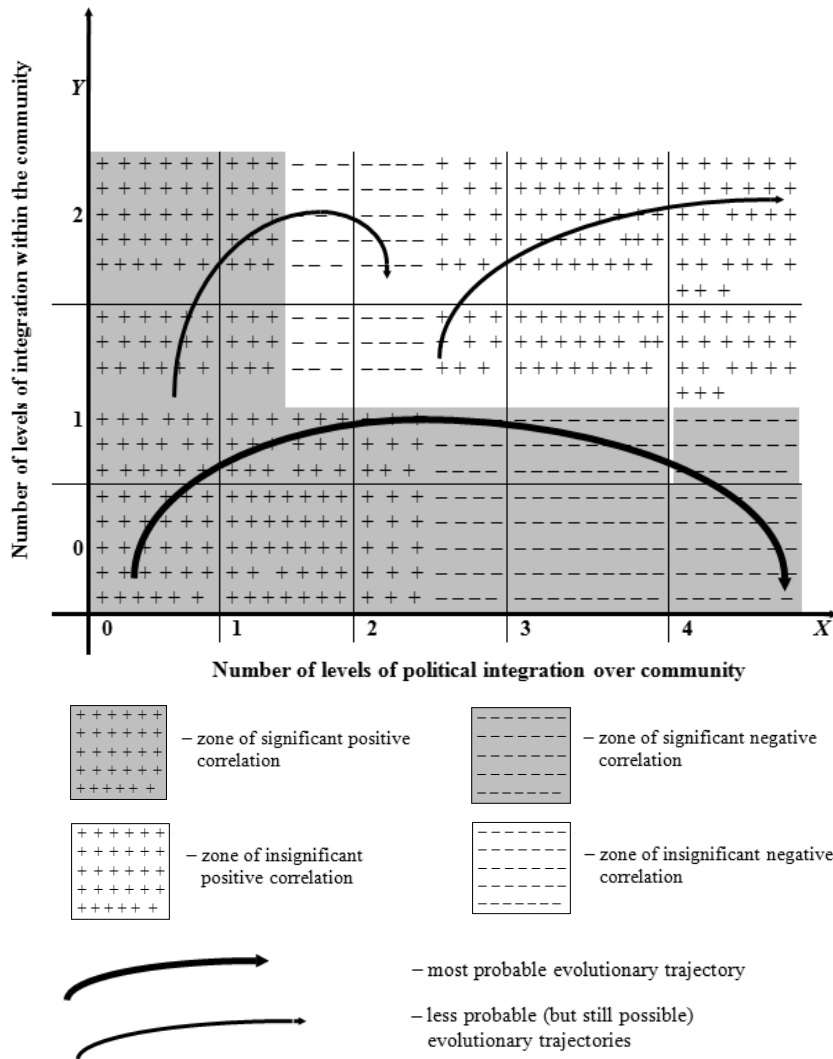 Y
Number of levels of integration within the community
2
1
0
0 1 2 3 4 X
Number of levels of political integration over community
– zone of significant positive
correlation
– zone of significant negative
correlation
– zone of insignificant
positive correlation
– zone of insignificant negative
correlation
– most probable evolutionary trajectory
– less probable (but still possible)
evolutionary trajectories